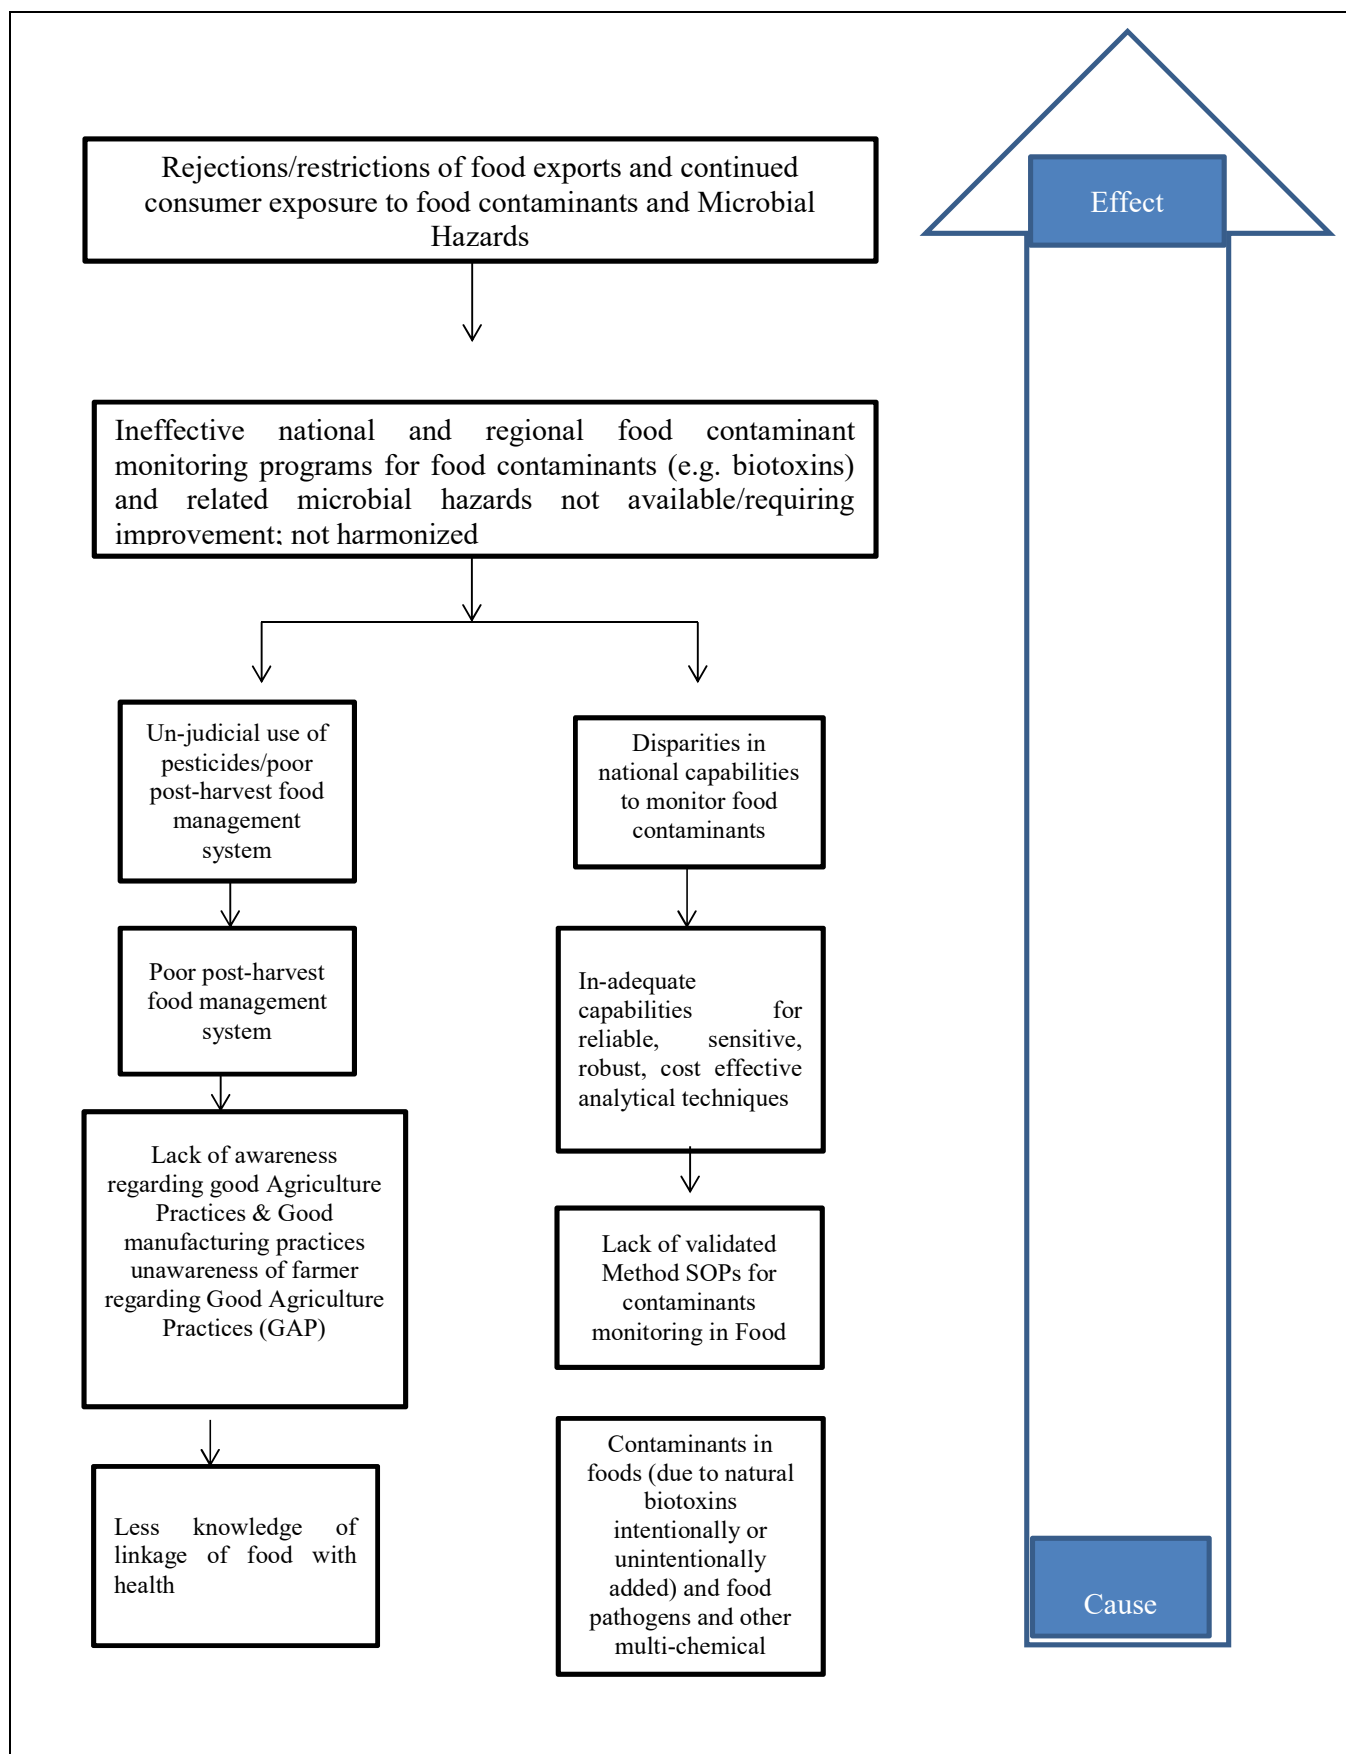 Rejections/restrictions of food exports and continued
consumer exposure to food contaminants and Microbial
Hazards
Effect
Ineffective national and regional food contaminant
monitoring programs for food contaminants (e.g. biotoxins)
and related microbial hazards not available/requiring
improvement; not harmonized
Un-judicial use of
pesticides/poor
post-harvest food
management
system
Disparities in
national capabilities
to monitor food
contaminants
Poor post-harvest
food management
system
In-adequate
capabilities for
reliable, sensitive,
robust, cost effective
analytical techniques
Lack of awareness
regarding good Agriculture
Practices & Good
manufacturing practices
unawareness of farmer
regarding Good Agriculture
Practices (GAP)
Lack of validated
Method SOPs for
contaminants
monitoring in Food
Less knowledge of
linkage of food with
health
Contaminants in
foods (due to natural
biotoxins
intentionally or
unintentionally
added) and food
pathogens and other
multi-chemical
Cause